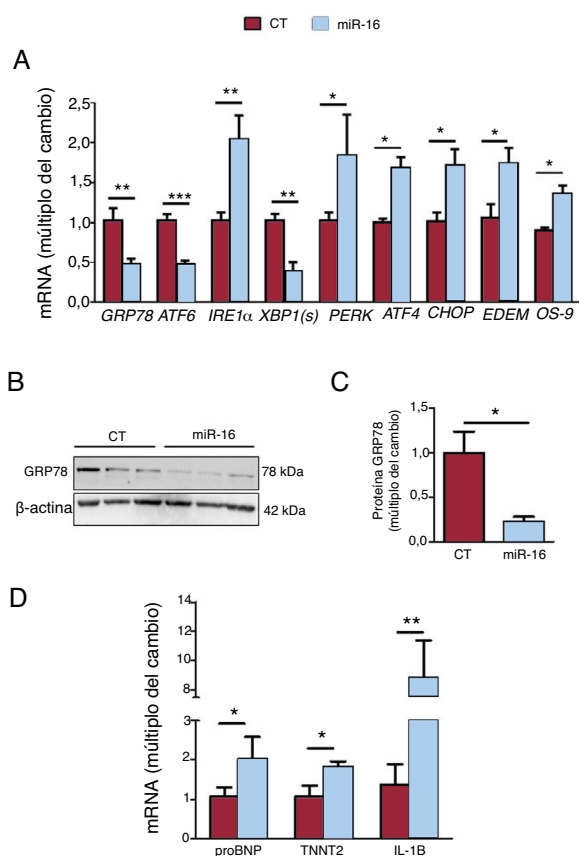 CT miR-16
A
mRNA (múltiplo del cambio)
2,5
2,0
1,5
1,0
0,5
0,0
** *** ** ** * * * * *
GRP78 ATF6 IRE1α XBP1(s) PERK ATF4 CHOP EDEM OS-9
B
CT miR-16
GRP78 78 kDa
β-actina 42 kDa
C
Proteína GRP78
(múltiplo del cambio)
1,5
1,0
0,5
0,0
*
CT miR-16
D
mRNA (múltiplo del cambio)
14
12
10
8
3
2
1
0
* * **
proBNP TNNT2 IL-1B